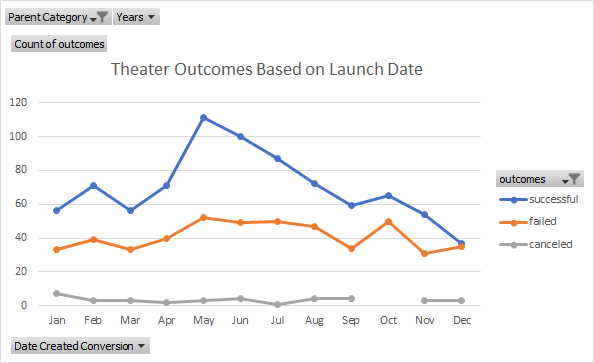 Parent Category Years
Count of outcomes
Theater Outcomes Based on Launch Date
120
100
80
60
40
20
0
Jan Feb Mar Apr May Jun Jul Aug Sep Oct Nov Dec
outcomes
successful
failed
canceled
Date Created Conversion